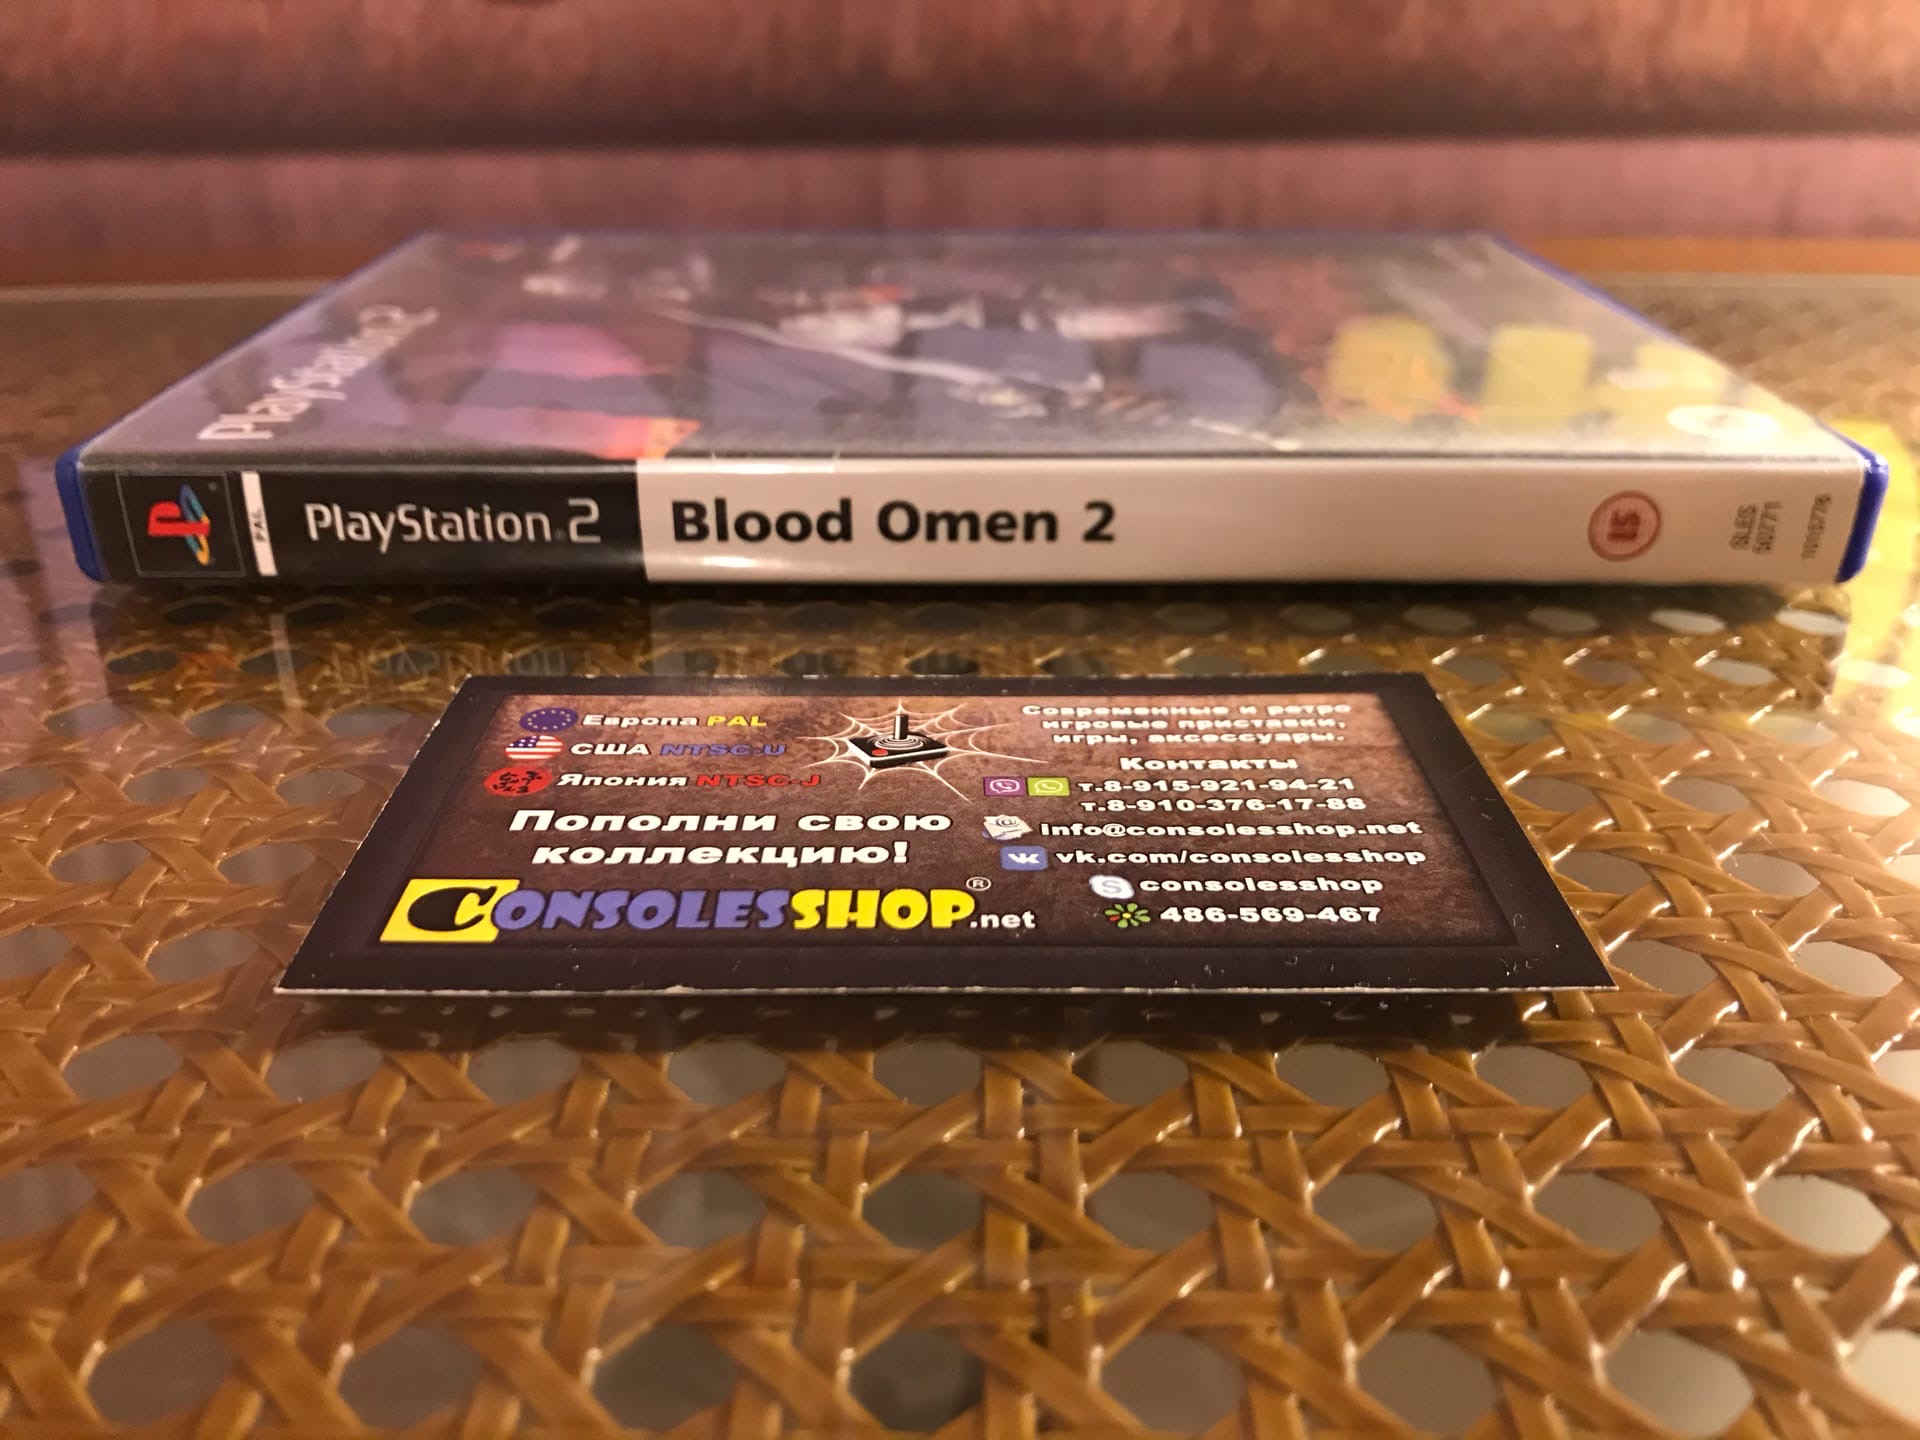 PlayStation 2
PAL
PlayStation 2
Blood Omen 2
15
SLES
50771
Европа PAL
США NTSC-U
Япония NTSC-J
Пополни свою
коллекцию!
CONSOLESSHOP.net
®
Современные и ретро
игровые приставки,
игры, аксессуары.
Контакты
т.8-915-921-94-21
т.8-910-376-17-88
info@consolesshop.net
vk.com/consolesshop
consolesshop
486-569-467